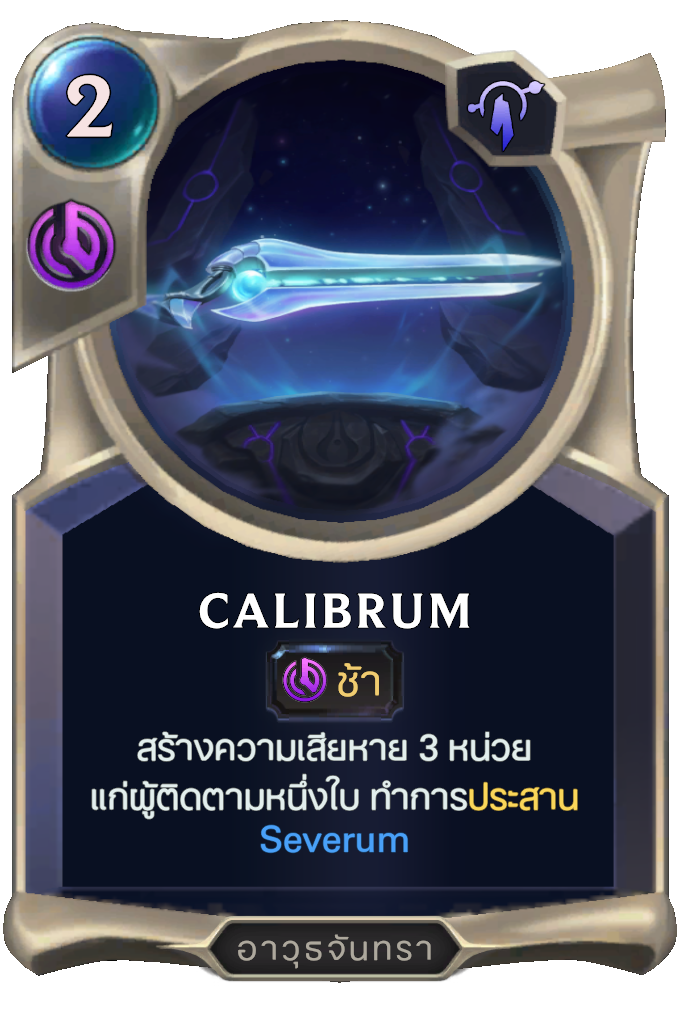 2
CALIBRUM
ช้า
สร้างความเสียหาย 3 หน่วย
แก่ผู้ติดตามหนึ่งใบ ทำการประสาน
Severum
อาวุธจันทรา